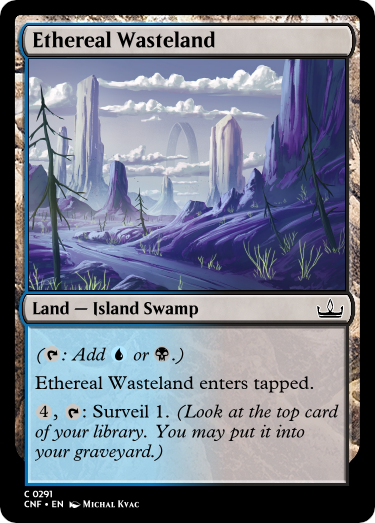 Ethereal Wasteland
Land — Island Swamp
(: Add or .)
Ethereal Wasteland enters tapped.
4, : Surveil 1. (Look at the top card
of your library. You may put it into
your graveyard.)
C 0291
CNF • EN Michal Kvac